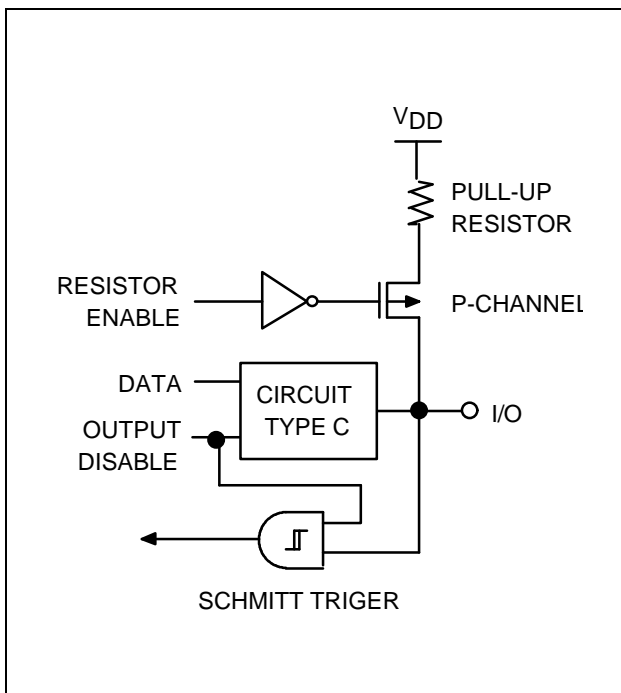 VDD
PULL-UP
RESISTOR
RESISTOR
ENABLE
P-CHANNEL
DATA
CIRCUIT
TYPE C
I/O
OUTPUT
DISABLE
SCHMITT TRIGER